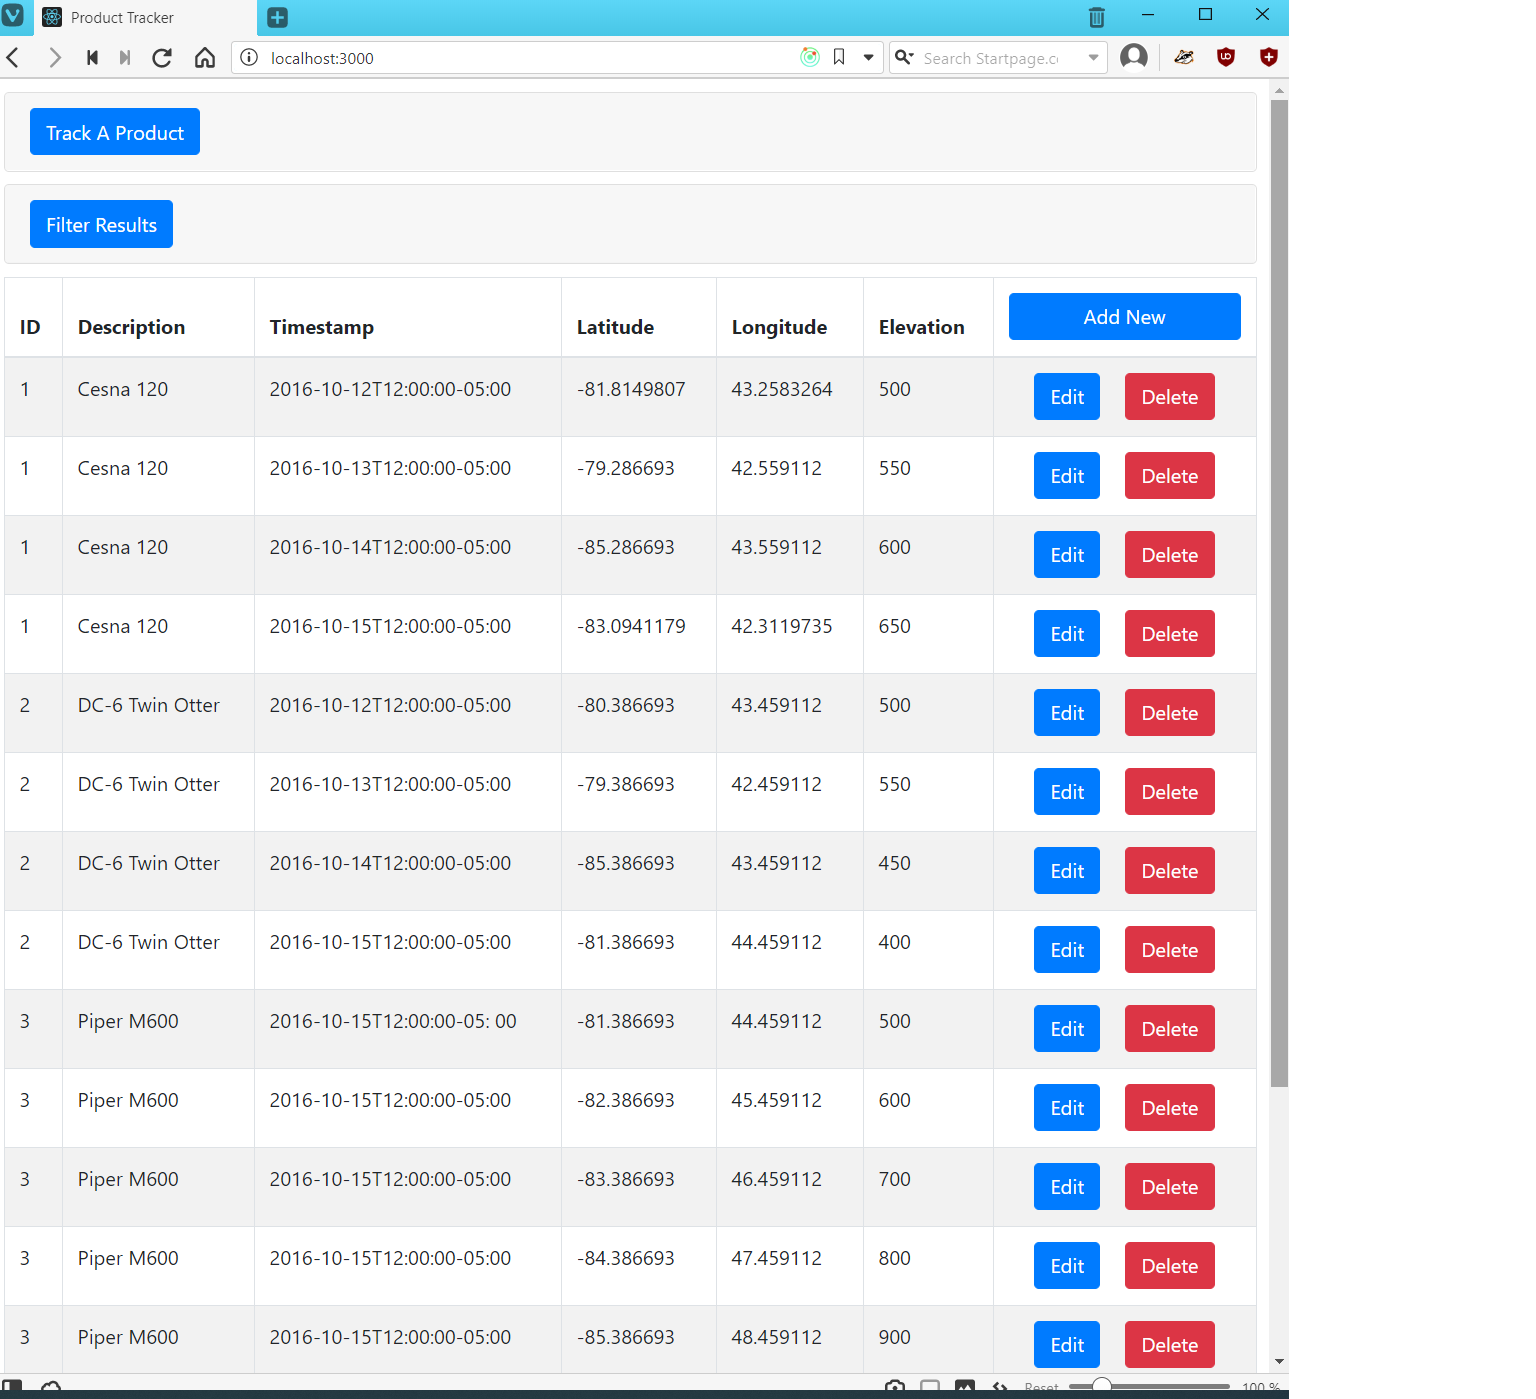 Product Tracker
localhost:3000 Search Startpage.c
Track A Product
Filter Results
ID Description Timestamp Latitude Longitude Elevation Add New
1 Cesna 120 2016-10-12T12:00:00-05:00 -81.8149807 43.2583264 500 Edit Delete
1 Cesna 120 2016-10-13T12:00:00-05:00 -79.286693 42.559112 550 Edit Delete
1 Cesna 120 2016-10-14T12:00:00-05:00 -85.286693 43.559112 600 Edit Delete
1 Cesna 120 2016-10-15T12:00:00-05:00 -83.0941179 42.3119735 650 Edit Delete
2 DC-6 Twin Otter 2016-10-12T12:00:00-05:00 -80.386693 43.459112 500 Edit Delete
2 DC-6 Twin Otter 2016-10-13T12:00:00-05:00 -79.386693 42.459112 550 Edit Delete
2 DC-6 Twin Otter 2016-10-14T12:00:00-05:00 -85.386693 43.459112 450 Edit Delete
2 DC-6 Twin Otter 2016-10-15T12:00:00-05:00 -81.386693 44.459112 400 Edit Delete
3 Piper M600 2016-10-15T12:00:00-05: 00 -81.386693 44.459112 500 Edit Delete
3 Piper M600 2016-10-15T12:00:00-05:00 -82.386693 45.459112 600 Edit Delete
3 Piper M600 2016-10-15T12:00:00-05:00 -83.386693 46.459112 700 Edit Delete
3 Piper M600 2016-10-15T12:00:00-05:00 -84.386693 47.459112 800 Edit Delete
3 Piper M600 2016-10-15T12:00:00-05:00 -85.386693 48.459112 900 Edit Delete
Reset 100 %